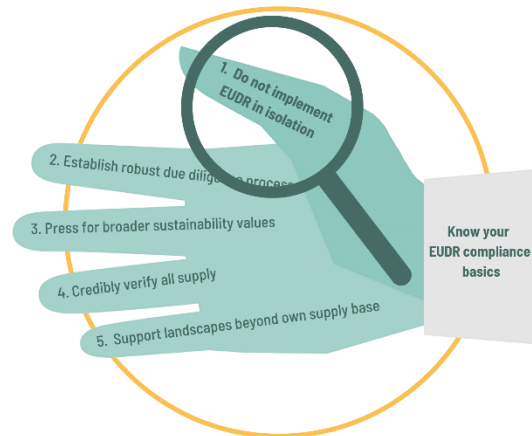 1. Do not implement
EUDR in isolation
2. Establish robust due diligence process
3. Press for broader sustainability values
4. Credibly verify all supply
5. Support landscapes beyond own supply base
Know your
EUDR compliance
basics